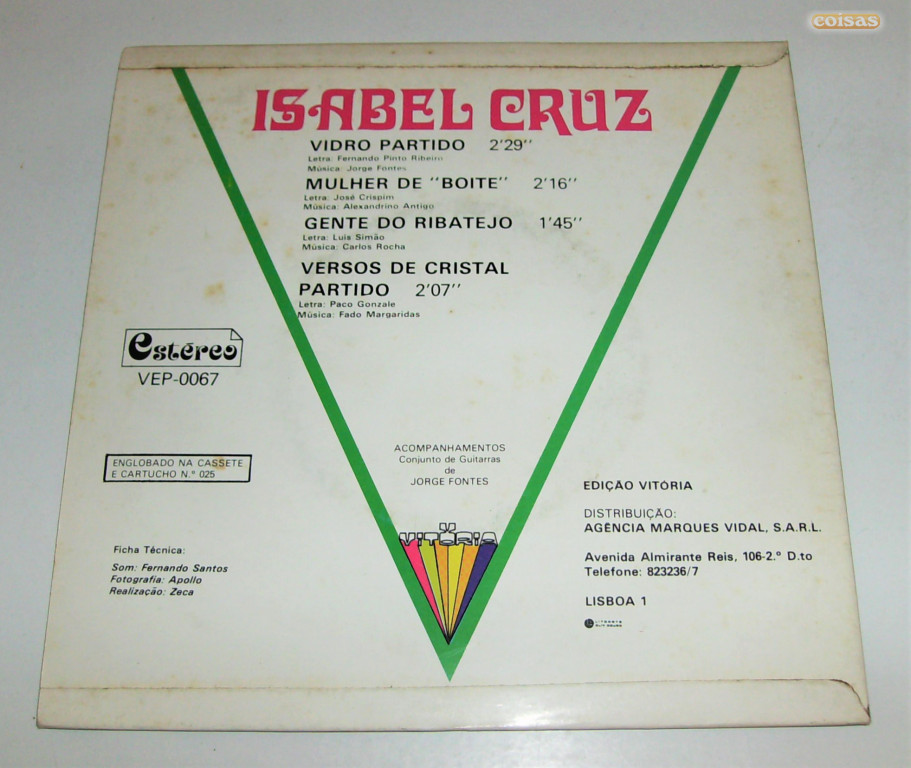 coisas
ISABEL CRUZ
VIDRO PARTIDO 2'29''
Letra: Fernando Pinto Ribeiro
Música: Jorge Fontes
MULHER DE "BOITE" 2'16''
Letra: José Crispim
Música: Alexandrino Antigo
GENTE DO RIBATEJO 1'45''
Letra: Luis Simão
Música: Carlos Rocha
VERSOS DE CRISTAL
PARTIDO 2'07''
Letra: Paco Gonzale
Música: Fado Margaridas
estéreo
VEP-0067
ENGLOBADO NA CASSETE
E CARTUCHO N.º 025
ACOMPANHAMENTOS
Conjunto de Guitarras
de
JORGE FONTES
VITÓRIA
Ficha Técnica:
Som: Fernando Santos
Fotografia: Apollo
Realização: Zeca
EDIÇÃO VITÓRIA
DISTRIBUIÇÃO:
AGÊNCIA MARQUES VIDAL, S.A.R.L.
Avenida Almirante Reis, 106-2.º D.to
Telefone: 823236/7
LISBOA 1